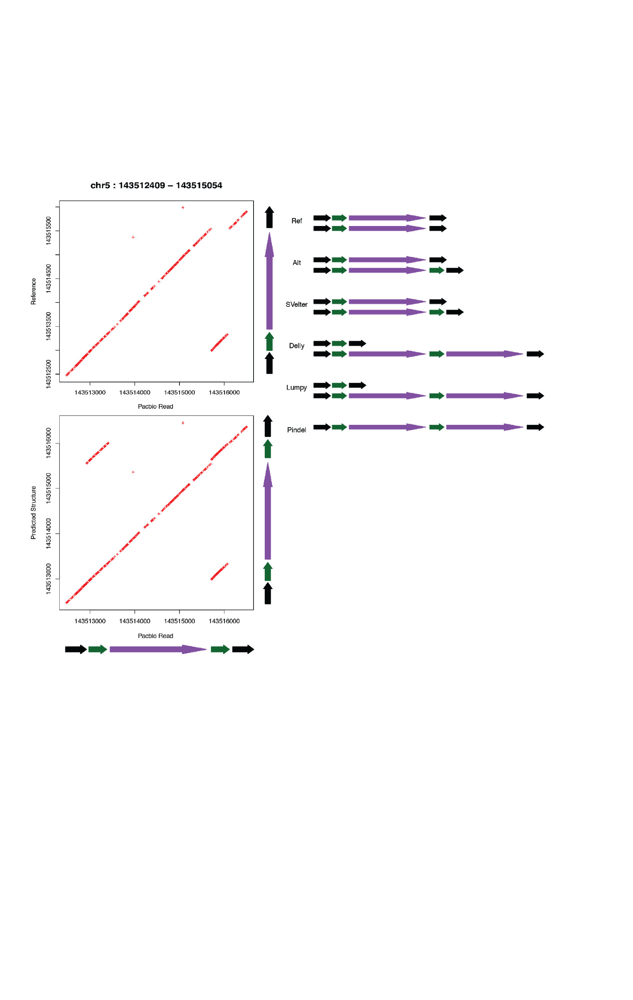 chr5 : 143512409 – 143515054
Reference
143515500
143514500
143513500
143512500
143513000 143514000 143515000 143516000
Pacbio Read
Predicted Structure
143516000
143515000
143514000
143513000
143513000 143514000 143515000 143516000
Pacbio Read
Ref
Alt
SVelter
Delly
Lumpy
Pindel